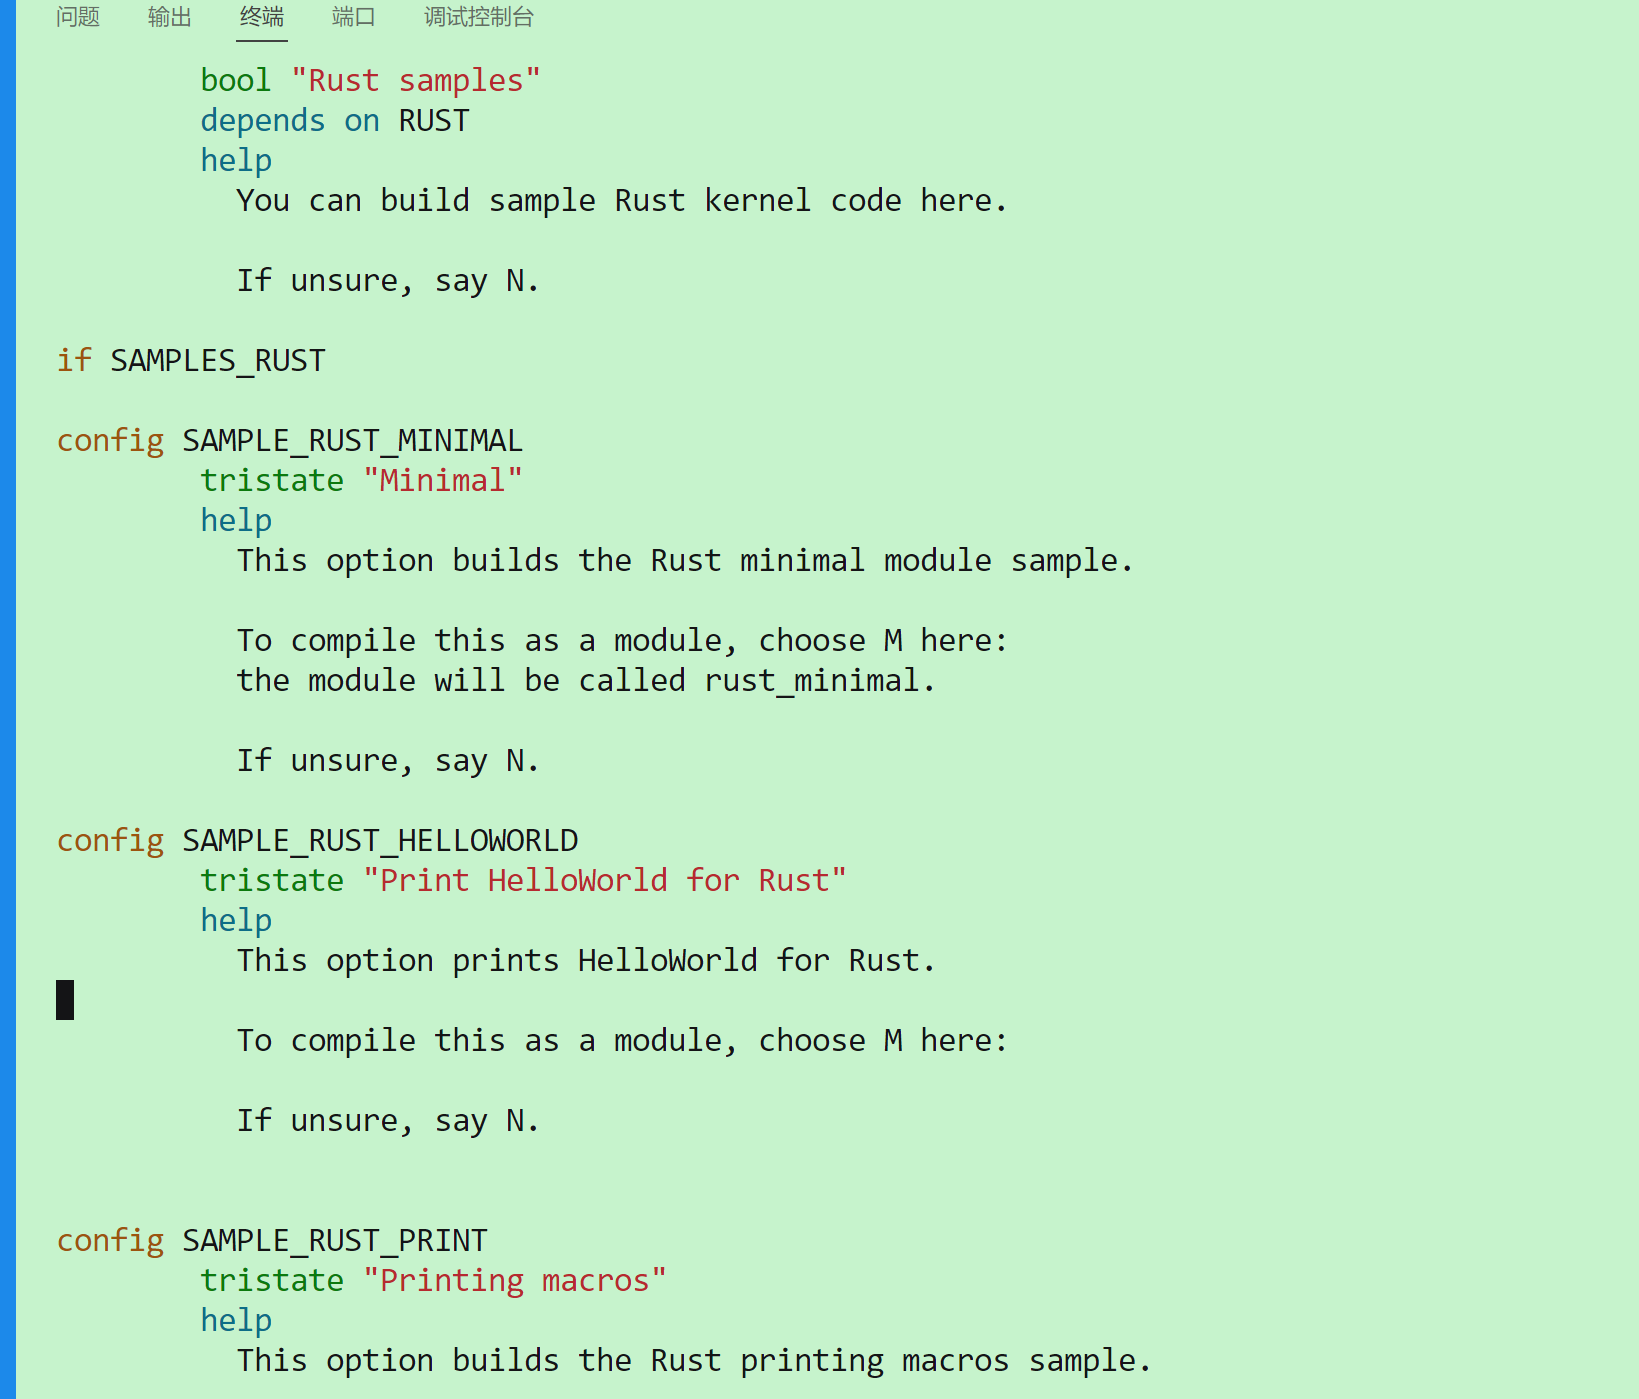 问题 输出 终端 端口 调试控制台
bool "Rust samples"
depends on RUST
help
You can build sample Rust kernel code here.
If unsure, say N.
if SAMPLES_RUST
config SAMPLE_RUST_MINIMAL
tristate "Minimal"
help
This option builds the Rust minimal module sample.
To compile this as a module, choose M here:
the module will be called rust_minimal.
If unsure, say N.
config SAMPLE_RUST_HELLOWORLD
tristate "Print HelloWorld for Rust"
help
This option prints HelloWorld for Rust.
To compile this as a module, choose M here:
If unsure, say N.
config SAMPLE_RUST_PRINT
tristate "Printing macros"
help
This option builds the Rust printing macros sample.